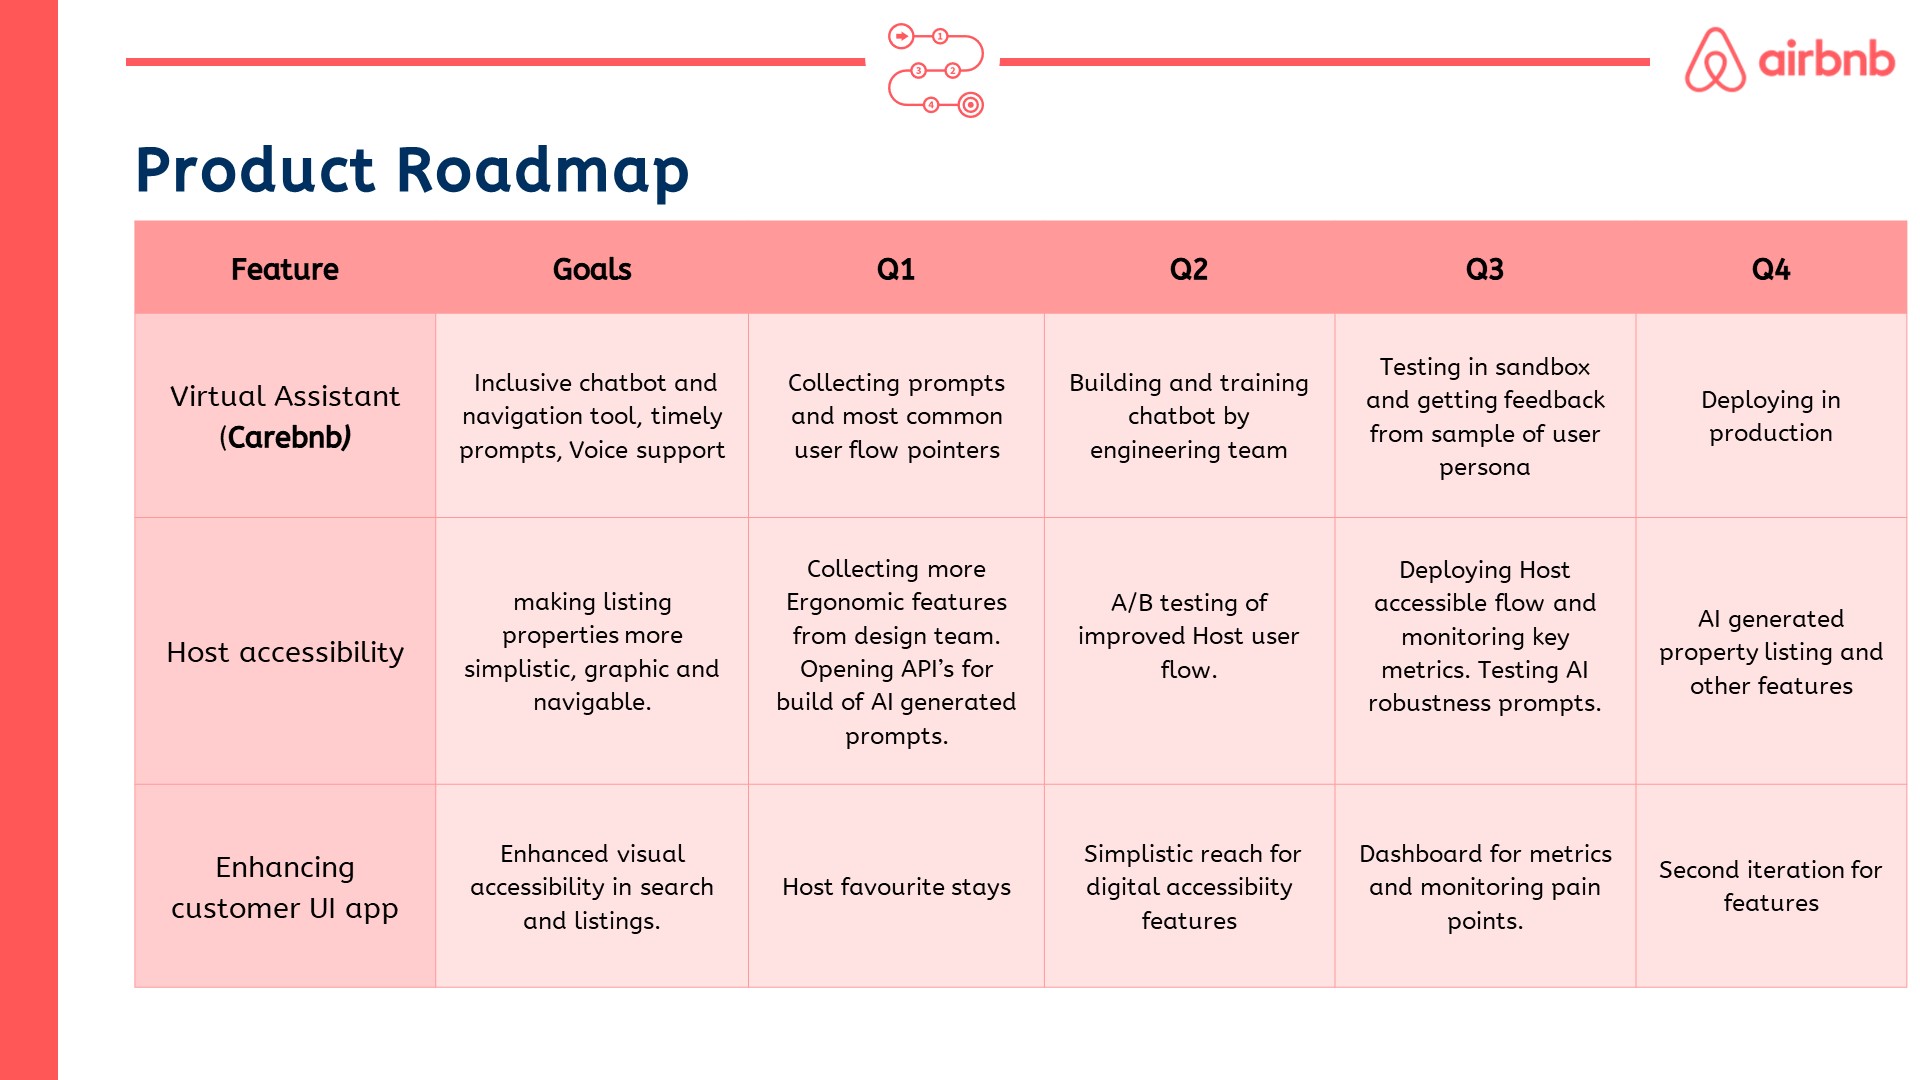 1
3 2
4
airbnb
Product Roadmap
Feature Goals Q1 Q2 Q3 Q4
Virtual Assistant
(Carebnb)
Inclusive chatbot and
navigation tool, timely
prompts, Voice support
Collecting prompts
and most common
user flow pointers
Building and training
chatbot by
engineering team
Testing in sandbox
and getting feedback
from sample of user
persona
Deploying in
production
Host accessibility
making listing
properties more
simplistic, graphic and
navigable.
Collecting more
Ergonomic features
from design team.
Opening API’s for
build of AI generated
prompts.
A/B testing of
improved Host user
flow.
Deploying Host
accessible flow and
monitoring key
metrics. Testing AI
robustness prompts.
AI generated
property listing and
other features
Enhancing
customer UI app
Enhanced visual
accessibility in search
and listings.
Host favourite stays
Simplistic reach for
digital accessibiity
features
Dashboard for metrics
and monitoring pain
points.
Second iteration for
features